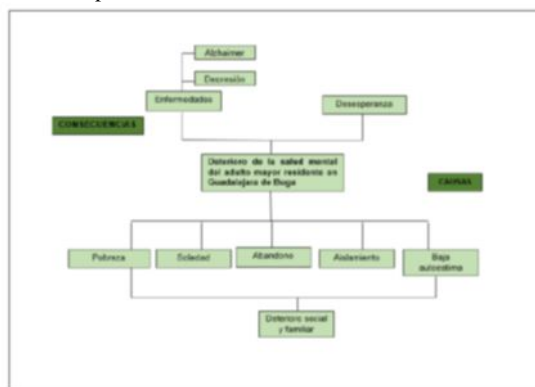 Alzhaimer
Depresión
Enfermedades
Desesperanza
CONSECUENCIAS
Deterioro de la salud mental
del adulto mayor residente en
Guadalajara de Buga
CAUSAS
Pobreza
Soledad
Abandono
Aislamiento
Baja
autoestima
Deterioro social
y familiar